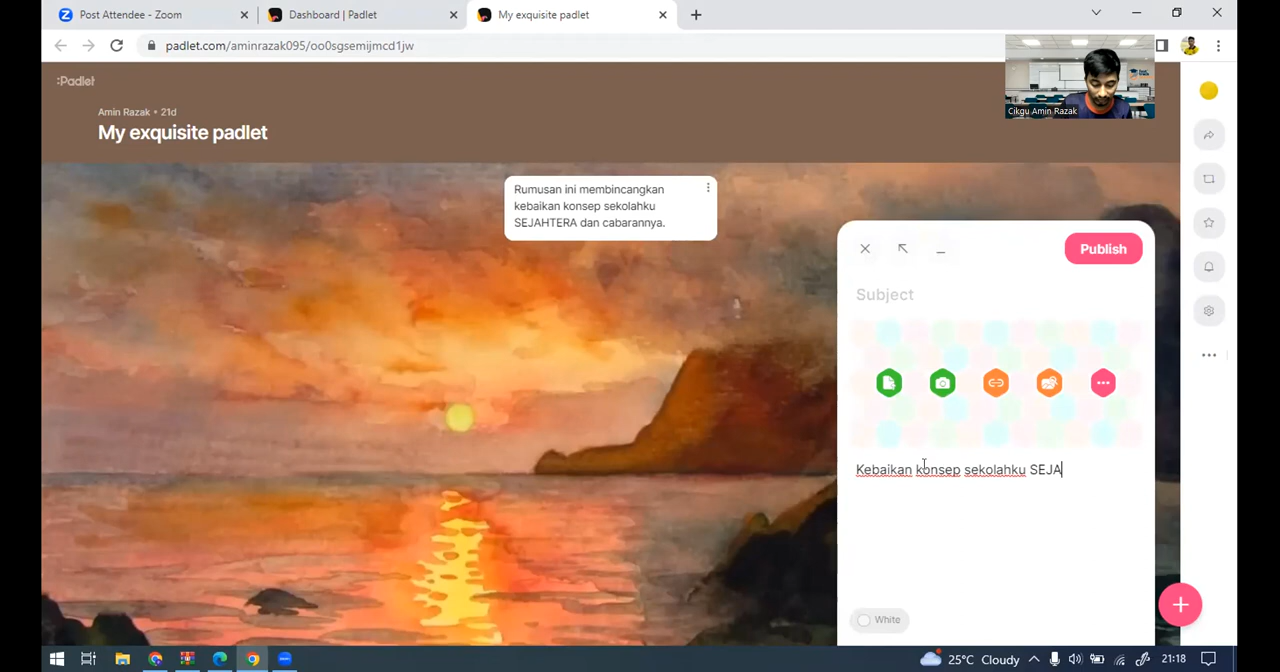 Post Attendee - Zoom
Dashboard | Padlet
My exquisite padlet
padlet.com/aminrazak095/oo0sgsemijmcd1jw
Cikgu Amin Razak
:Padlet
Amin Razak • 21d
My exquisite padlet
Rumusan ini membincangkan
kebaikan konsep sekolahku
SEJAHTERA dan cabarannya.
Publish
Subject
Kebaikan konsep sekolahku SEJA
White
25°C Cloudy
21:18